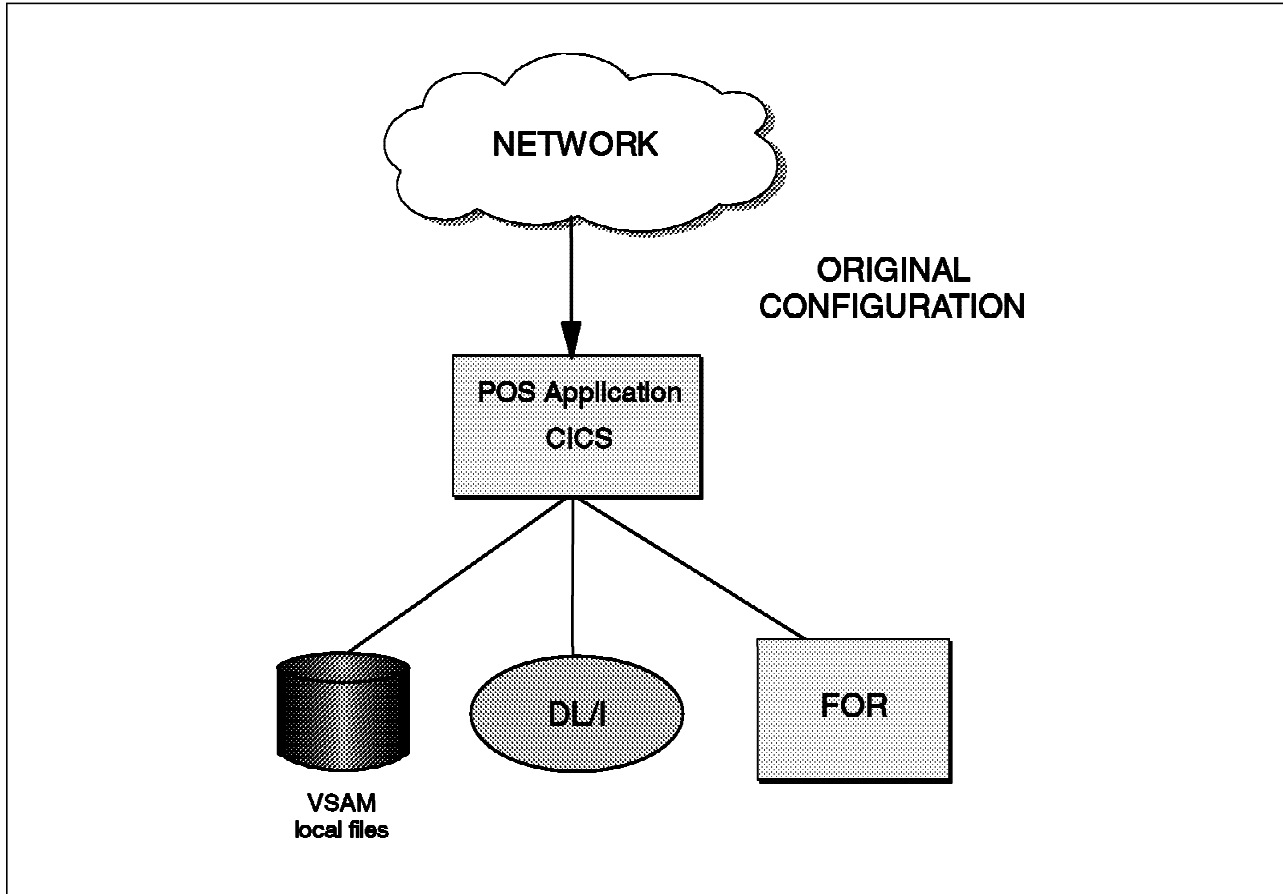 NETWORK
ORIGINAL
CONFIGURATION
POS Application
CICS
DL/I
FOR
VSAM
local files